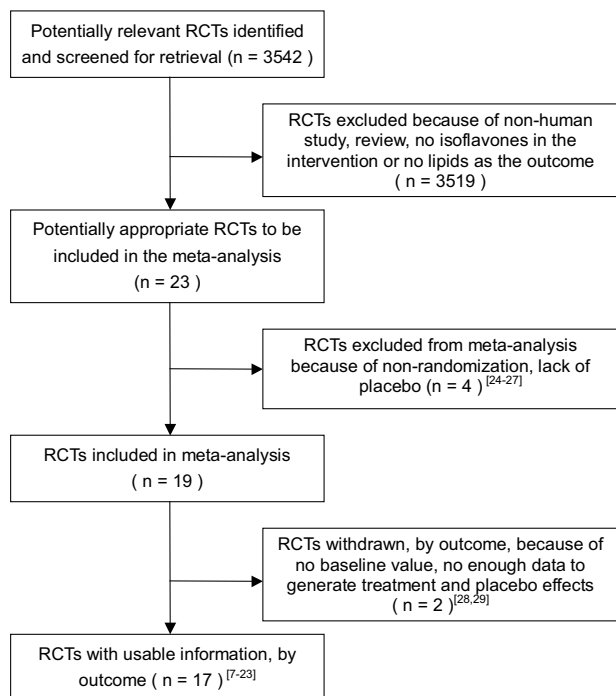 Potentially relevant RCTs identified
and screened for retrieval (n = 3542 )
RCTs excluded because of non-human
study, review, no isoflavones in the
intervention or no lipids as the outcome
( n = 3519 )
Potentially appropriate RCTs to be
included in the meta-analysis
(n = 23 )
RCTs excluded from meta-analysis
because of non-randomization, lack of
placebo (n = 4 ) [24-27]
RCTs included in meta-analysis
( n = 19 )
RCTs withdrawn, by outcome, because of
no baseline value, no enough data to
generate treatment and placebo effects
( n = 2 ) [28,29]
RCTs with usable information, by
outcome ( n = 17 ) [7-23]